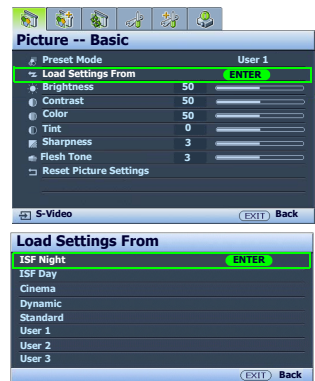 Picture -- Basic
Preset Mode User 1
Load Settings From ENTER
Brightness 50
Contrast 50
Color 50
Tint 0
Sharpness 3
Flesh Tone 3
Reset Picture Settings
S-Video EXIT Back
Load Settings From
ISF Night ENTER
ISF Day
Cinema
Dynamic
Standard
User 1
User 2
User 3
EXIT Back